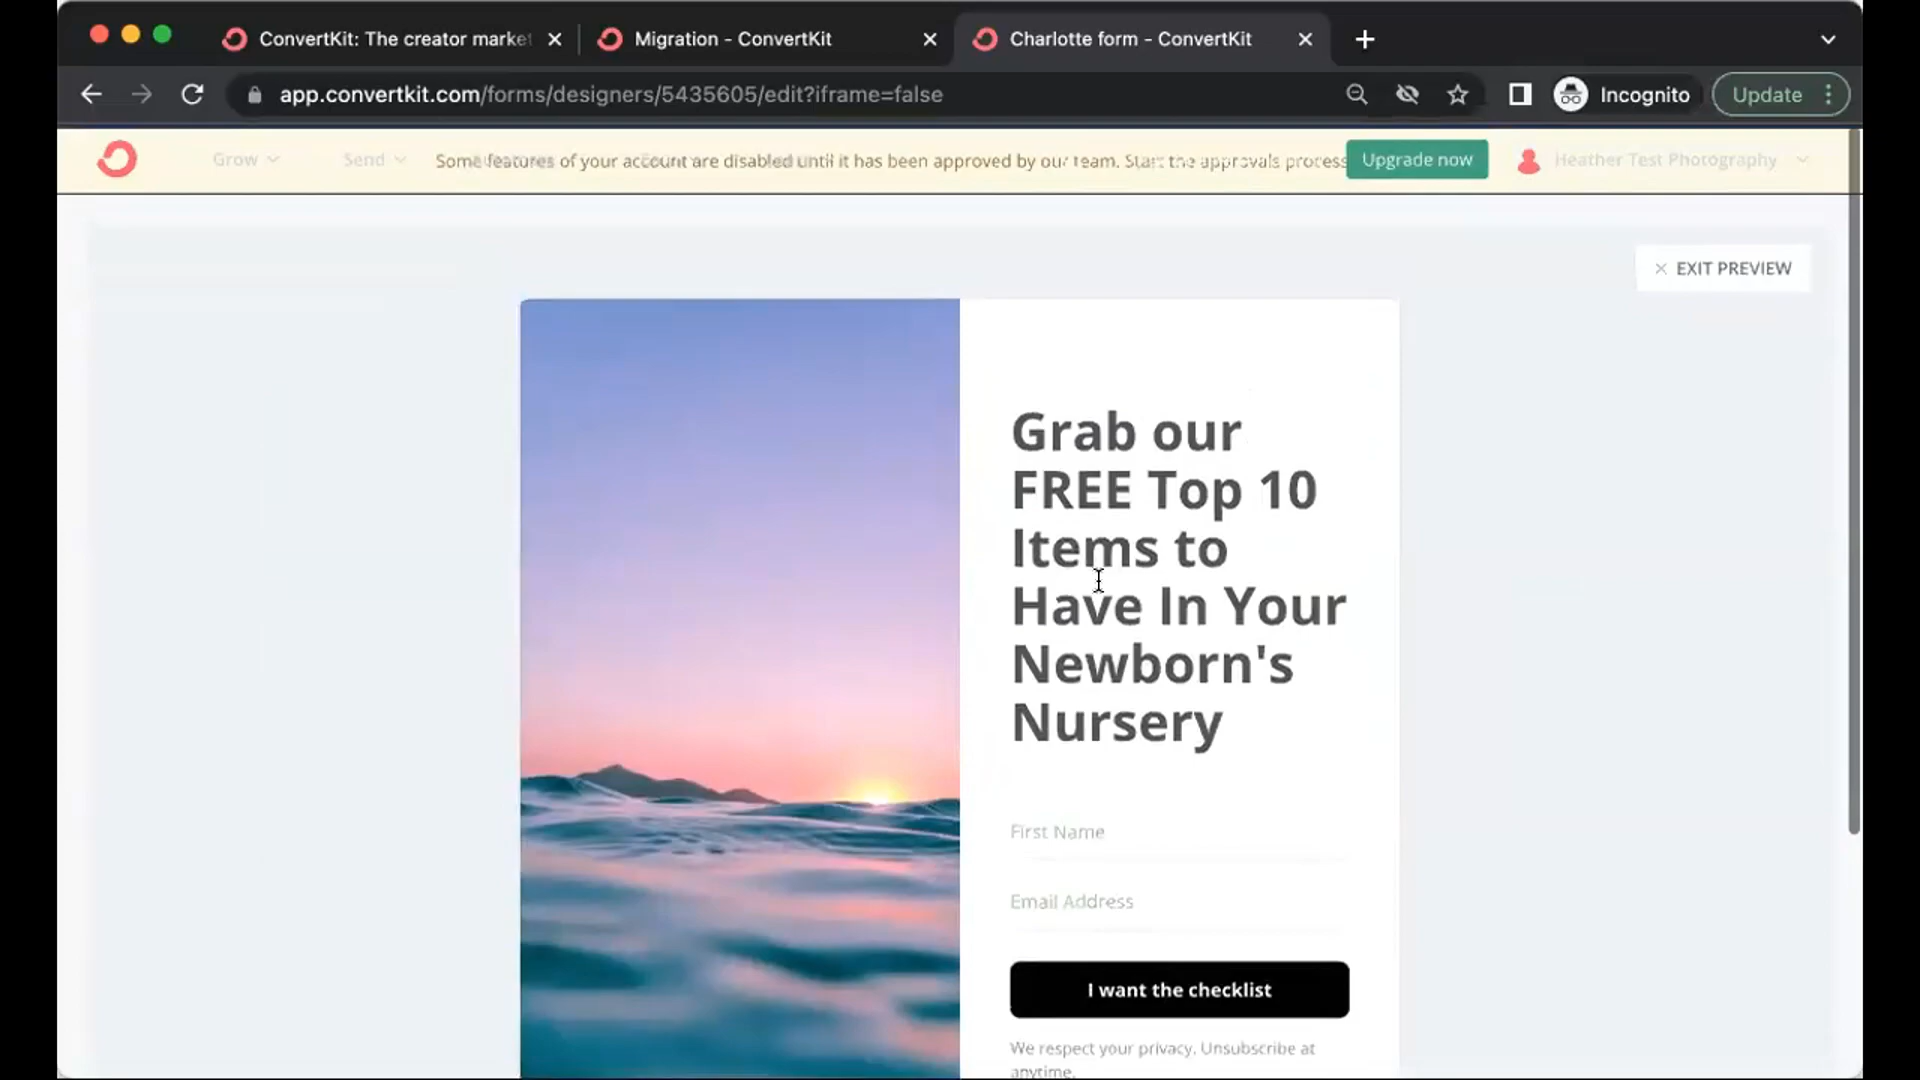 ConvertKit: The creator marke
Migration - ConvertKit
Charlotte form - ConvertKit
app.convertkit.com/forms/designers/5435605/edit?iframe=false
Incognito
Update
Grow
Send
Some features of your account are disabled until it has been approved by our team. Start the approvals process
Upgrade now
Heather Test Photography
EXIT PREVIEW
Grab our
FREE Top 10
Items to
Have In Your
Newborn's
Nursery
First Name
Email Address
I want the checklist
We respect your privacy. Unsubscribe at
anytime.